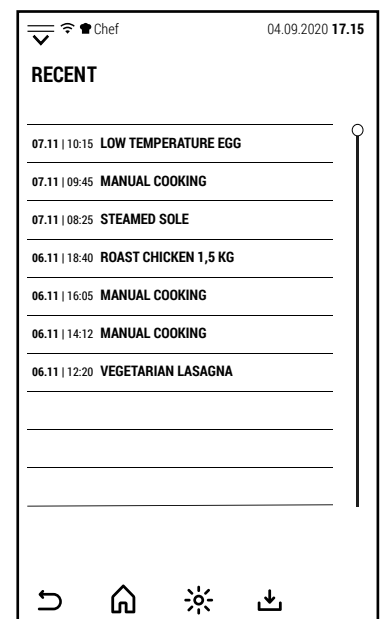 Chef 04.09.2020 17.15
RECENT
07.11 | 10:15 LOW TEMPERATURE EGG
07.11 | 09:45 MANUAL COOKING
07.11 | 08:25 STEAMED SOLE
06.11 | 18:40 ROAST CHICKEN 1,5 KG
06.11 | 16:05 MANUAL COOKING
06.11 | 14:12 MANUAL COOKING
06.11 | 12:20 VEGETARIAN LASAGNA